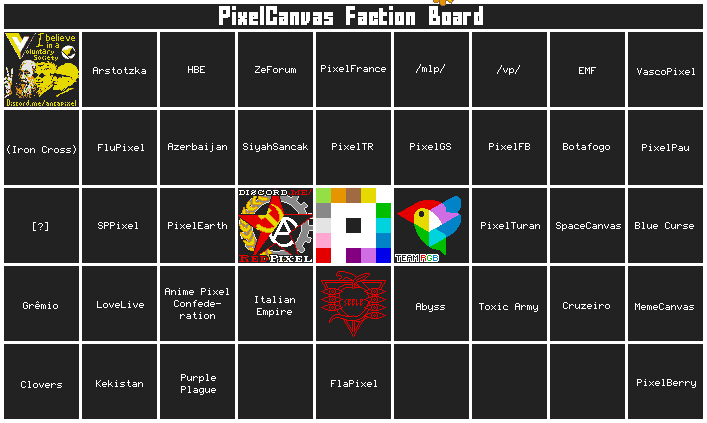 PixelCanvas Faction Board
I believe
in a
Voluntary
Society
Discord.me/ancapixel
Arstotzka
HBE
ZeForum
PixelFrance
/mlp/
/vp/
EMF
VascoPixel
(Iron Cross)
FluPixel
Azerbaijan
SiyahSancak
PixelTR
PixelGS
PixelFB
Botafogo
PixelPau
[?]
SPPixel
PixelEarth
DISCORD.ME/
REDPIXEL
TEAM RGB
PixelTuran
SpaceCanvas
Blue Curse
Grêmio
LoveLive
Anime Pixel
Confede-
ration
Italian
Empire
Abyss
Toxic Army
Cruzeiro
MemeCanvas
Clovers
Kekistan
Purple
Plague
FlaPixel
PixelBerry